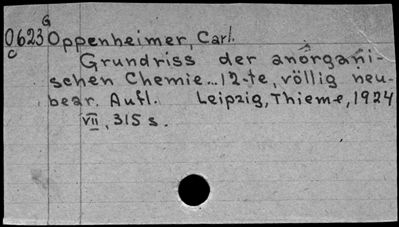 G
0623 Oppenheimer, Carl.
C
Grundriss der anorgani-
schen Chemie...12-te, völlig neu-
bear. Aufl. Leipzig, Thieme, 1924
VII, 315 s.